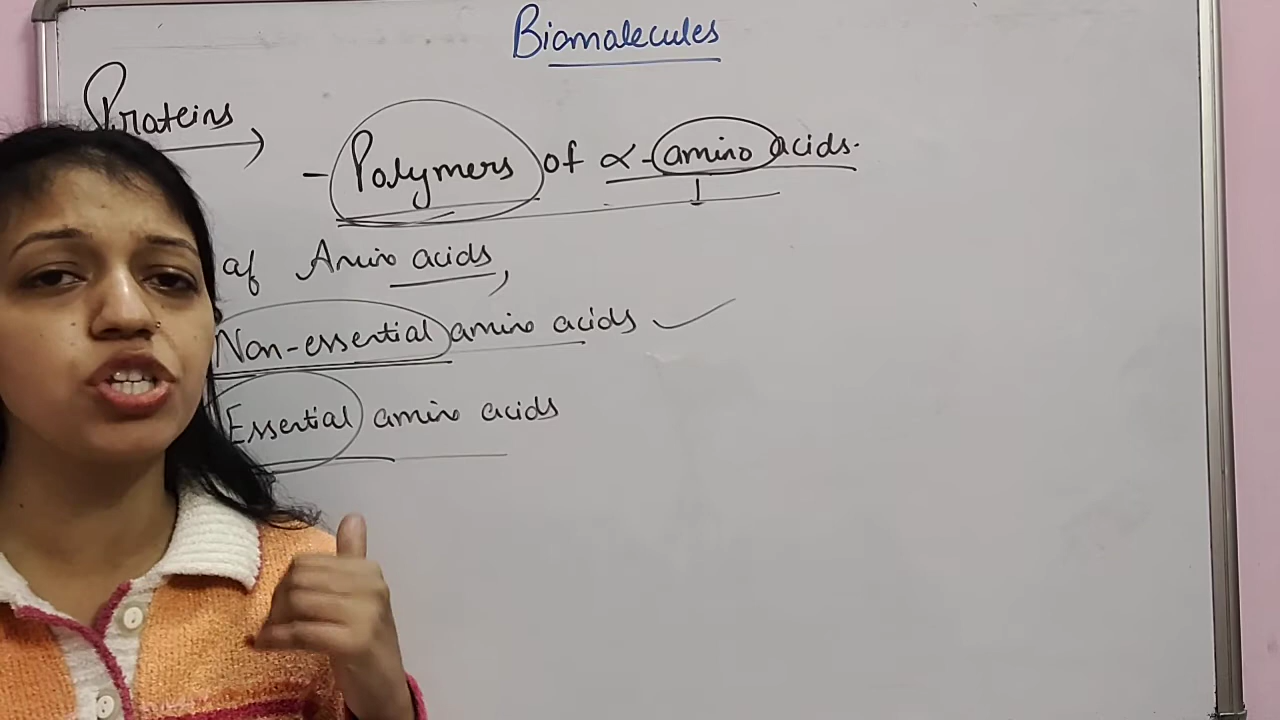 Biomolecules
Proteins
- Polymers of α-amino acids.
of Amino acids,
Non-essential amino acids ✓
Essential amino acids